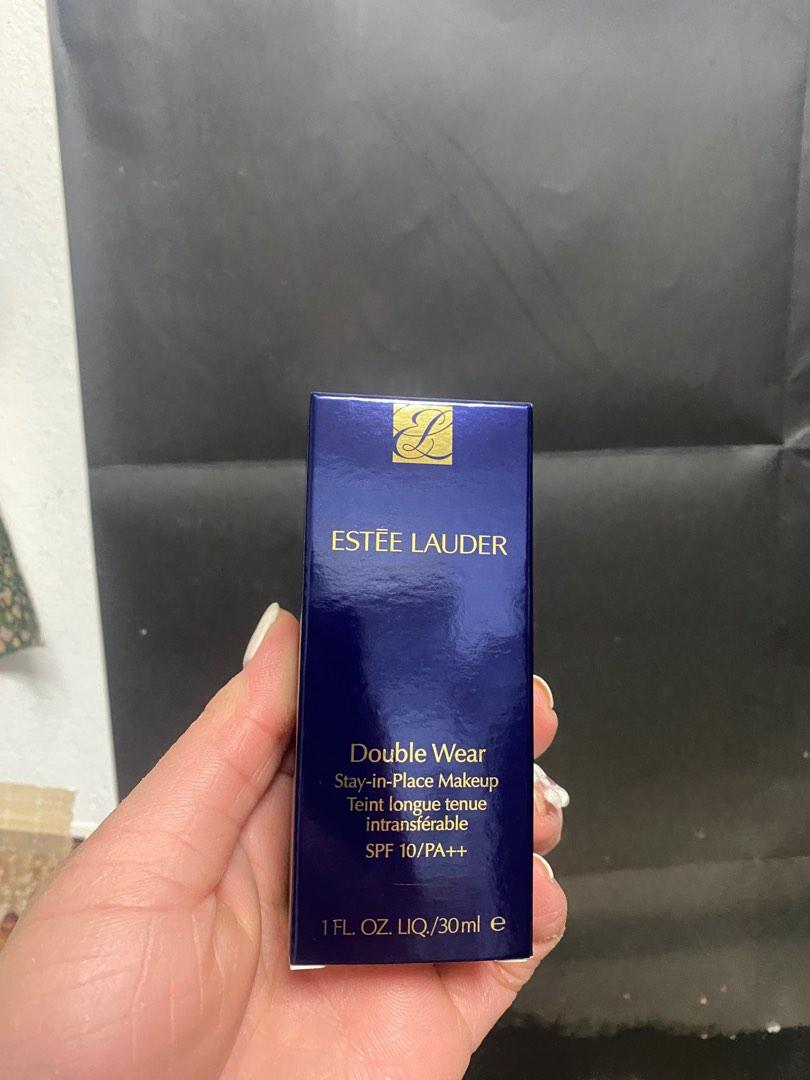 EL
ESTĒE LAUDER
Double Wear
Stay-in-Place Makeup
Teint longue tenue
intransférable
SPF 10/PA++
1 FL. OZ. LIQ./30 ml ℮